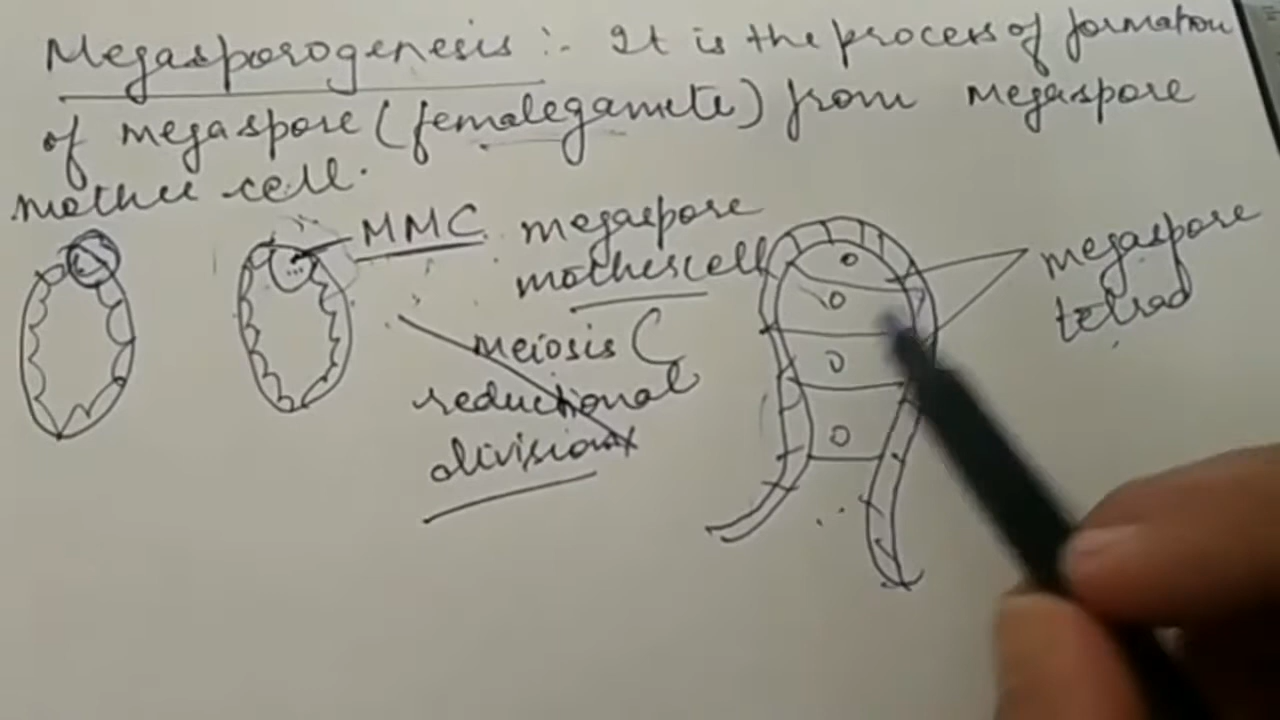 Megasporogenesis :- It is the process of formation
of megaspore (femalegamete) from megaspore
mother cell.
MMC megaspore
mothercell
meiosis (
reductional
division
megaspore
tetrad